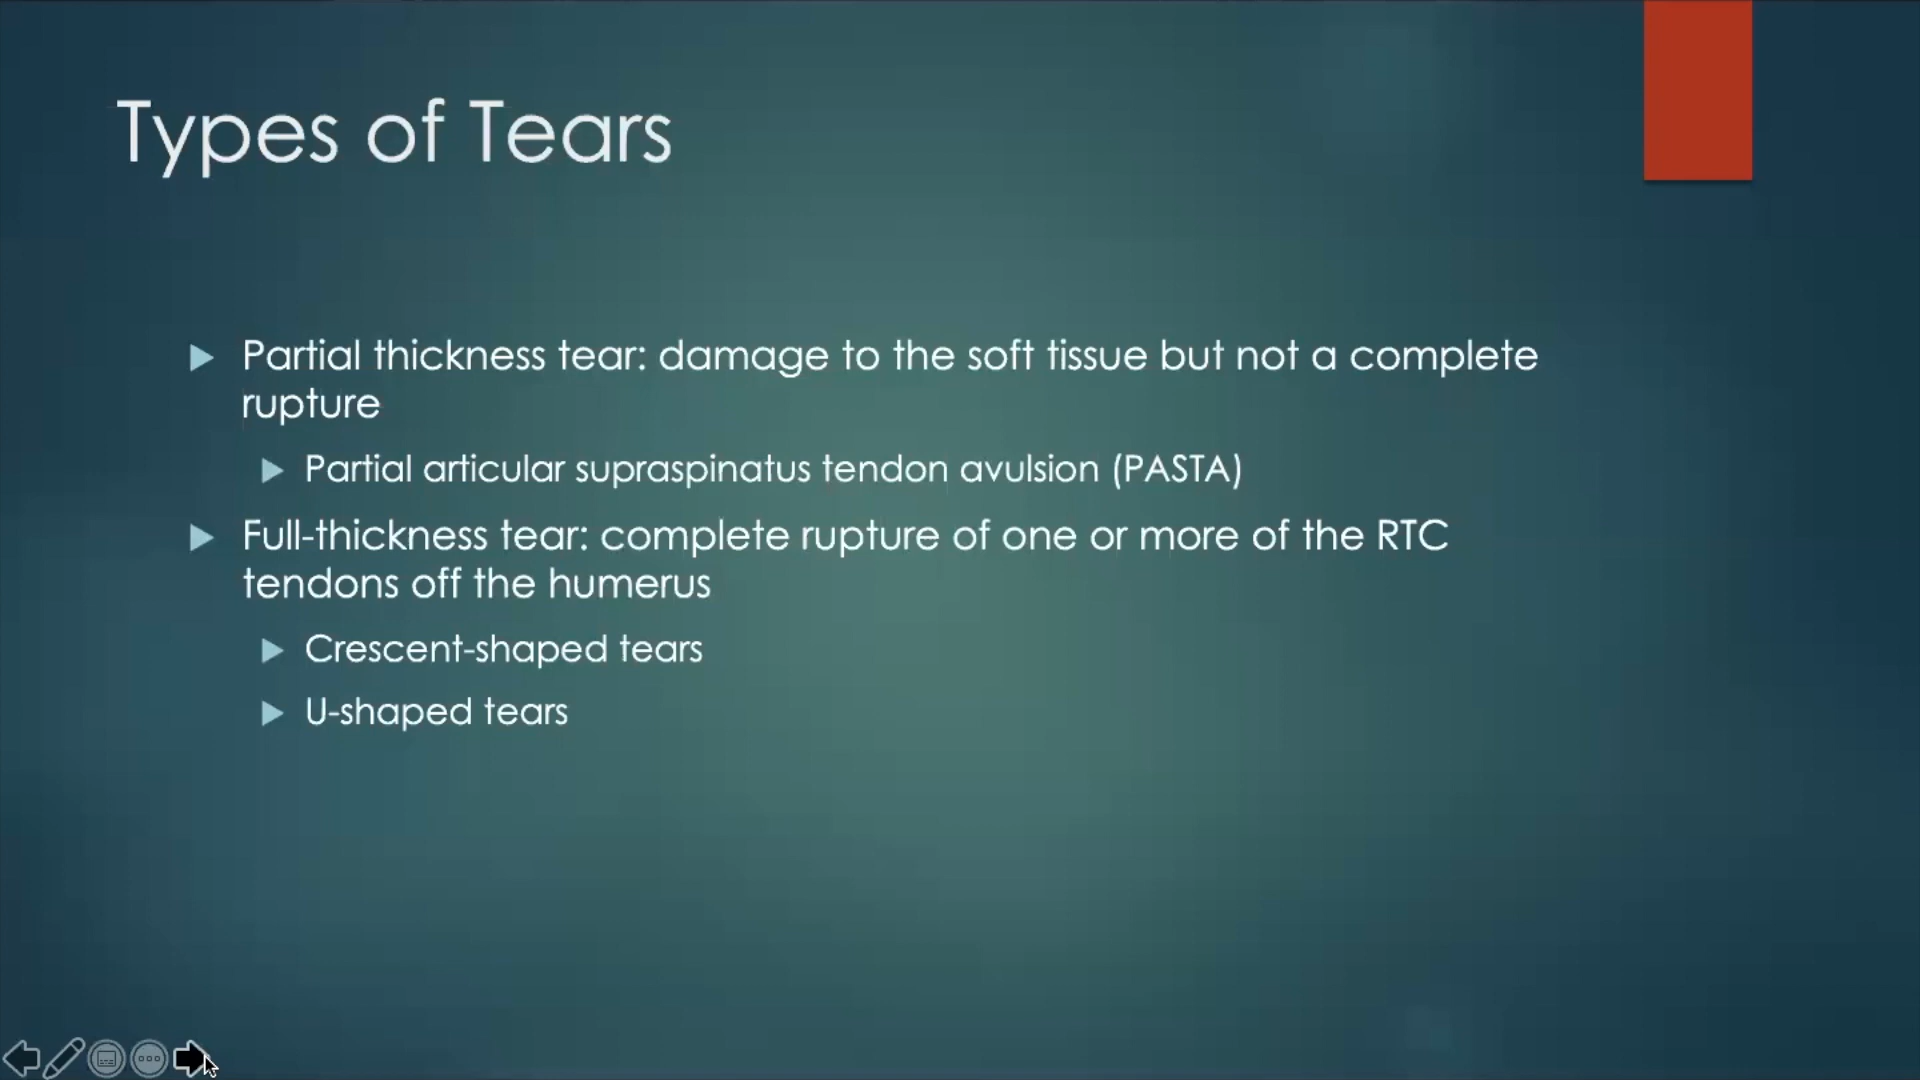 Types of Tears
Partial thickness tear: damage to the soft tissue but not a complete
rupture
Partial articular supraspinatus tendon avulsion (PASTA)
Full-thickness tear: complete rupture of one or more of the RTC
tendons off the humerus
Crescent-shaped tears
U-shaped tears